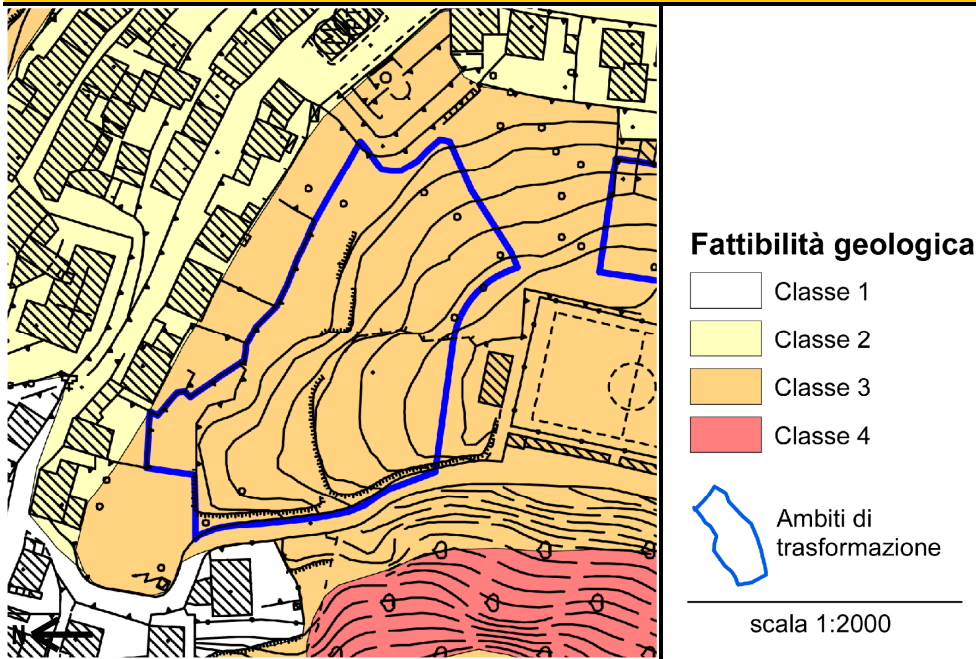 Fattibilità geologica
Classe 1
Classe 2
Classe 3
Classe 4
Ambiti di
trasformazione
scala 1:2000